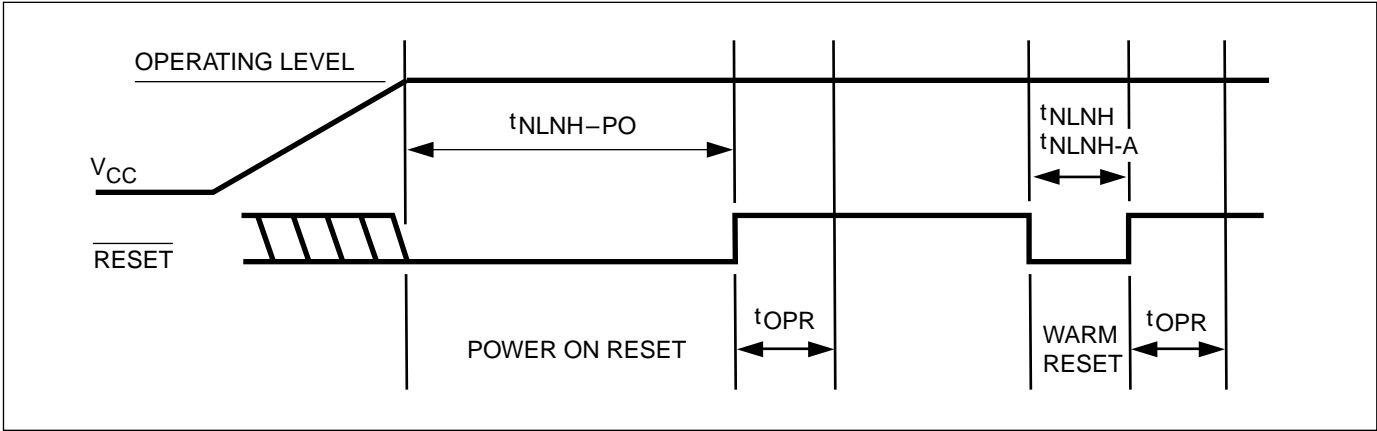 OPERATING LEVEL
tNLNH–PO
tNLNH
tNLNH-A
VCC
RESET
tOPR
POWER ON RESET
WARM
RESET
tOPR